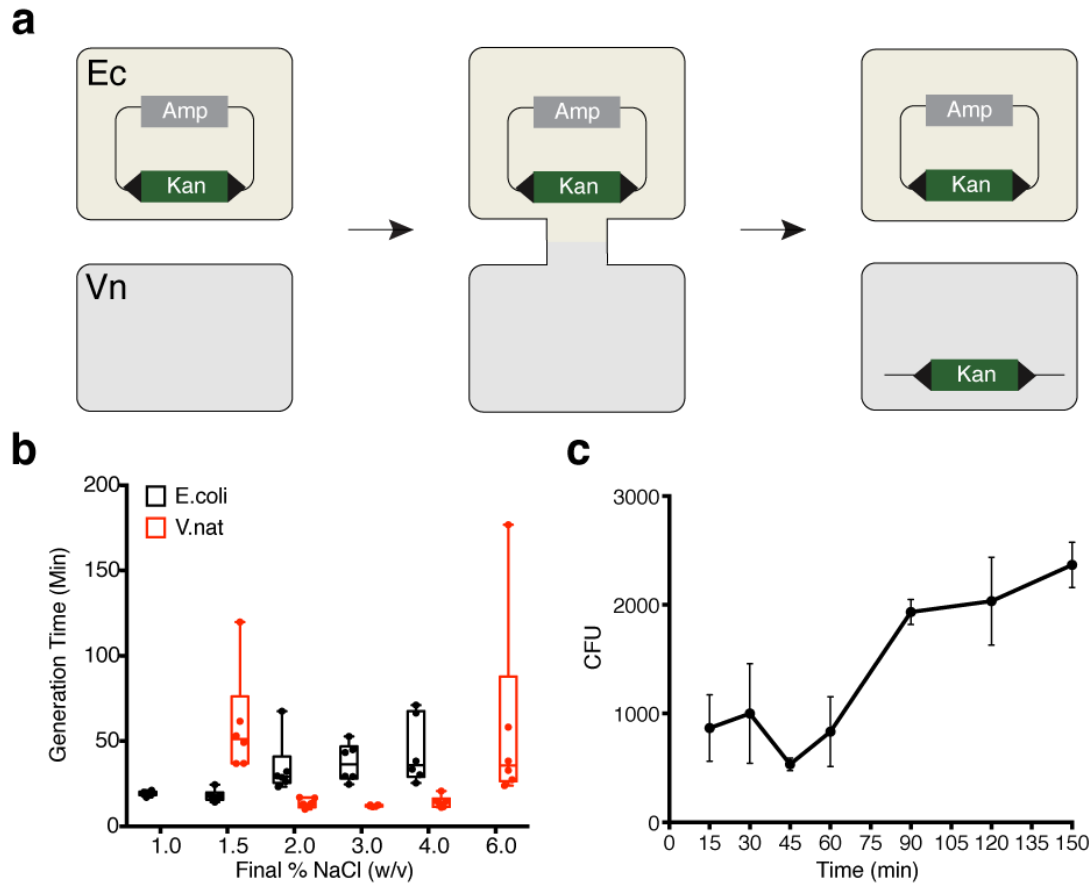 a
Ec
Amp
Kan
Amp
Kan
Amp
Kan
Vn
Kan
b
200
150
100
50
0
Generation Time (Min)
E.coli
V.nat
1.0 1.5 2.0 3.0 4.0 6.0
Final % NaCl (w/v)
c
3000
2000
1000
0
CFU
0 15 30 45 60 75 90 105 120 135 150
Time (min)